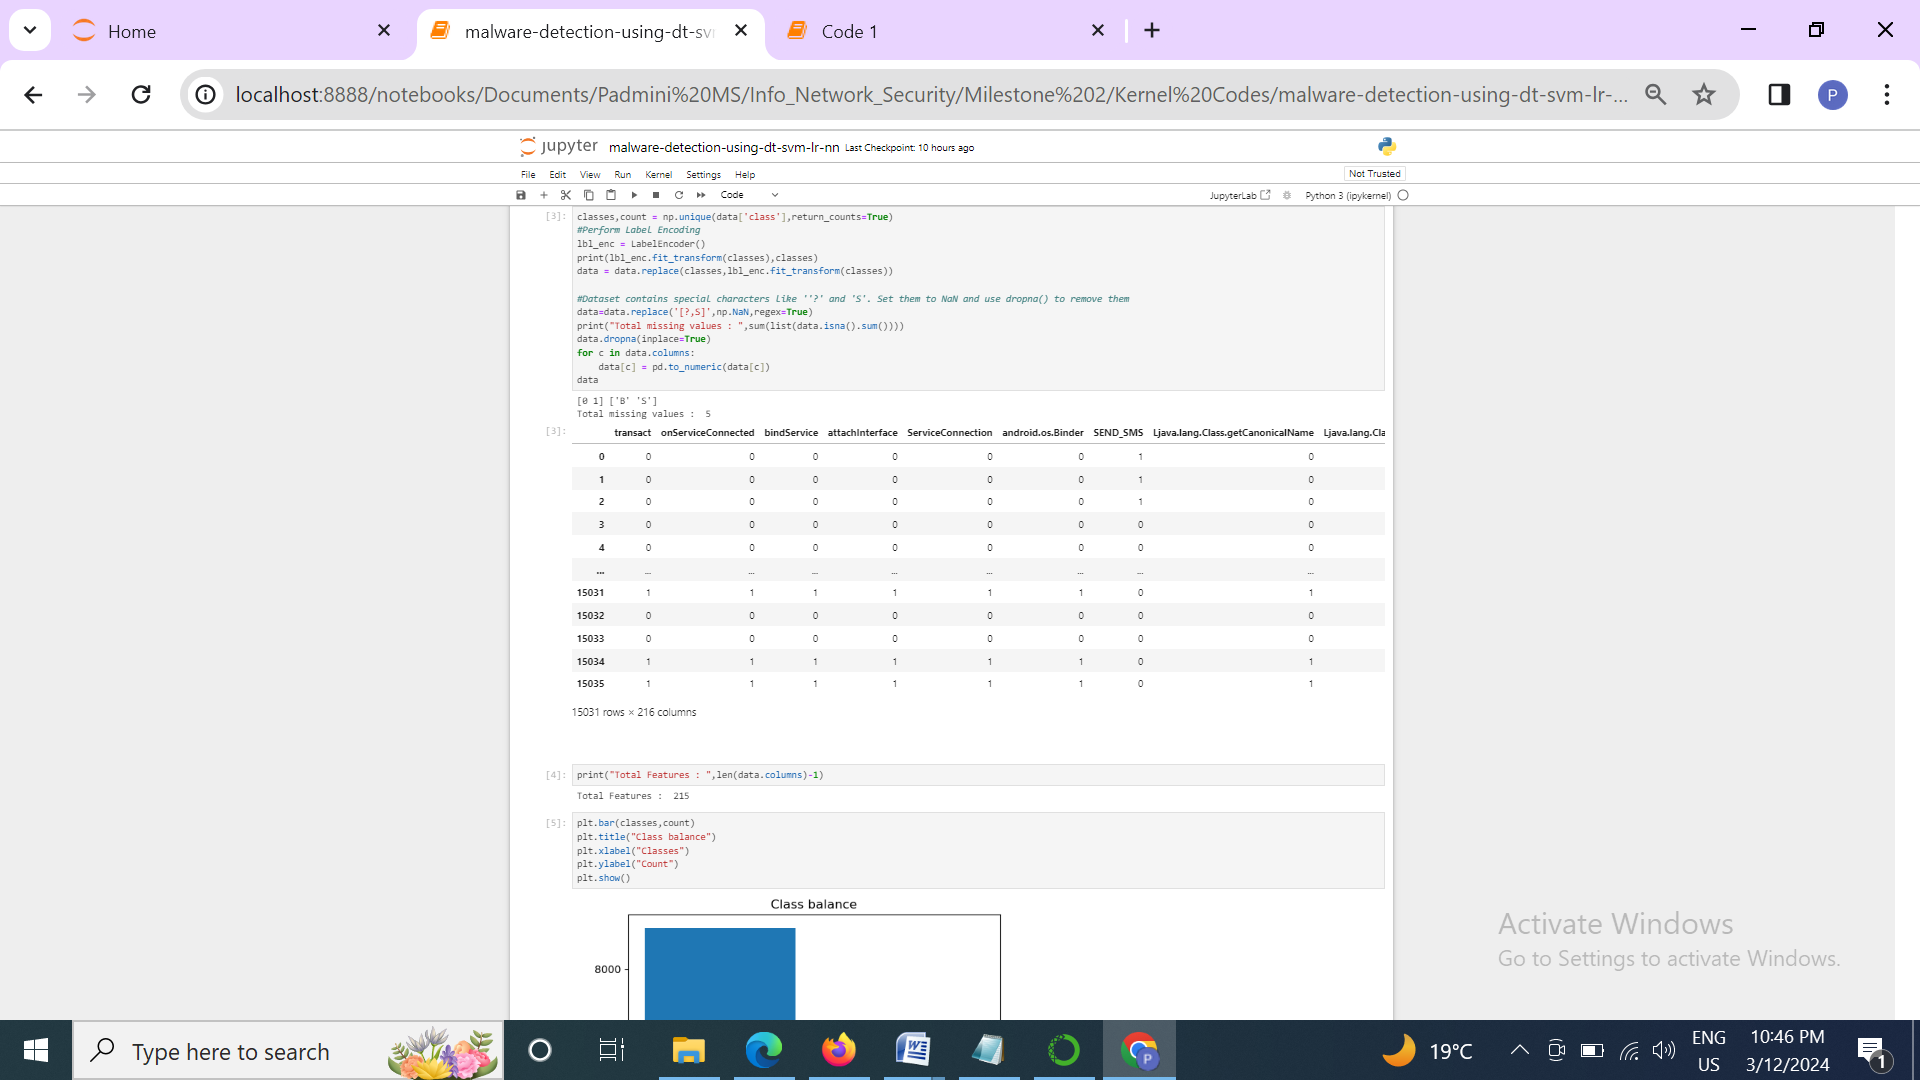 Home
malware-detection-using-dt-sv
Code 1
localhost:8888/notebooks/Documents/Padmini%20MS/Info_Network_Security/Milestone%202/Kernel%20Codes/malware-detection-using-dt-svm-lr-...
P
jupyter malware-detection-using-dt-svm-lr-nn Last Checkpoint: 10 hours ago
File Edit View Run Kernel Settings Help
Not Trusted
Code
JupyterLab
Python 3 (ipykernel)
[3]: classes,count = np.unique(data['class'],return_counts=True)
#Perform Label Encoding
lbl_enc = LabelEncoder()
print(lbl_enc.fit_transform(classes),classes)
data = data.replace(classes,lbl_enc.fit_transform(classes))
#Dataset contains special characters like ''?' and 'S'. Set them to NaN and use dropna() to remove them
data=data.replace('[?,S]',np.NaN,regex=True)
print("Total missing values : ",sum(list(data.isna().sum())))
data.dropna(inplace=True)
for c in data.columns:
    data[c] = pd.to_numeric(data[c])
data
[0 1] ['B' 'S']
Total missing values :  5
[3]: transact onServiceConnected bindService attachInterface ServiceConnection android.os.Binder SEND_SMS Ljava.lang.Class.getCanonicalName Ljava.lang.Cla
0 0 0 0 0 0 0 1 0
1 0 0 0 0 0 0 1 0
2 0 0 0 0 0 0 1 0
3 0 0 0 0 0 0 0 0
4 0 0 0 0 0 0 0 0
... ... ... ... ... ... ... ... ...
15031 1 1 1 1 1 1 0 1
15032 0 0 0 0 0 0 0 0
15033 0 0 0 0 0 0 0 0
15034 1 1 1 1 1 1 0 1
15035 1 1 1 1 1 1 0 1
15031 rows × 216 columns
[4]: print("Total Features : ",len(data.columns)-1)
Total Features :  215
[5]: plt.bar(classes,count)
plt.title("Class balance")
plt.xlabel("Classes")
plt.ylabel("Count")
plt.show()
Class balance
8000
Activate Windows
Go to Settings to activate Windows.
Type here to search
P
19°C
ENG
US
10:46 PM
3/12/2024
1